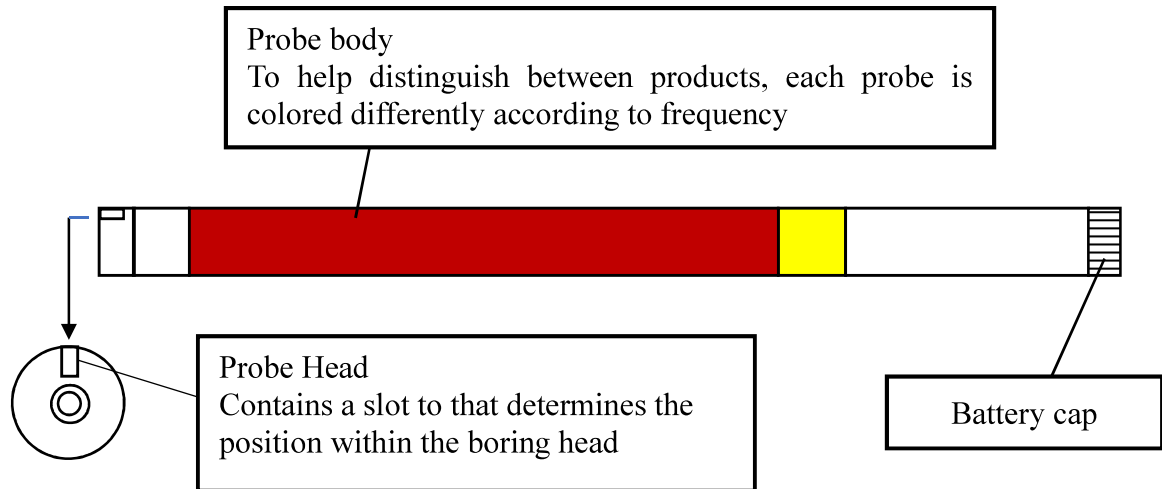 Probe body
To help distinguish between products, each probe is
colored differently according to frequency
Probe Head
Contains a slot to that determines the
position within the boring head
Battery cap